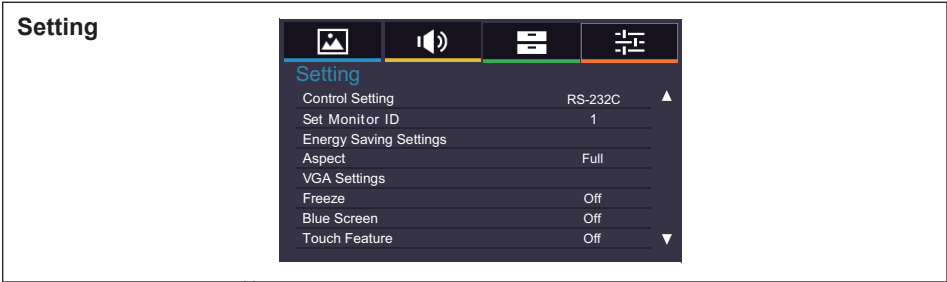 Setting
Setting
Control Setting RS-232C
Set Monitor ID 1
Energy Saving Settings
Aspect Full
VGA Settings
Freeze Off
Blue Screen Off
Touch Feature Off